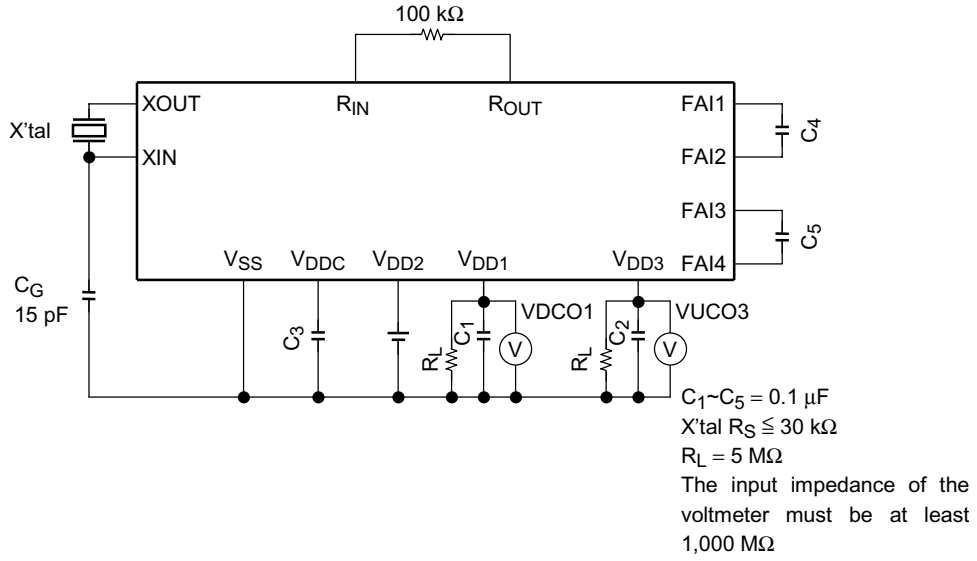 100 kΩ
XOUT
RIN
ROUT
FAI1
X'tal
C4
XIN
FAI2
FAI3
C5
VSS
VDDC
VDD2
VDD1
VDD3
FAI4
CG
15 pF
C3
RL
C1
VDCO1
V
RL
C2
VUCO3
V
C1~C5 = 0.1 μF
X'tal RS ≦ 30 kΩ
RL = 5 MΩ
The input impedance of the
voltmeter must be at least
1,000 MΩ